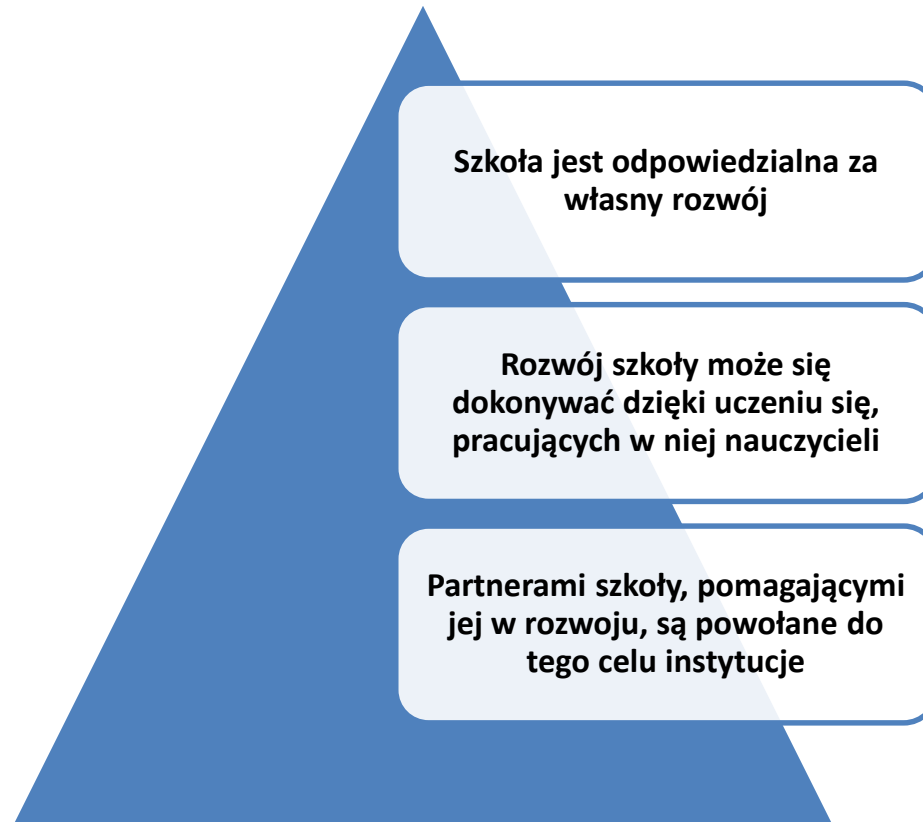 Szkoła jest odpowiedzialna za
własny rozwój
Rozwój szkoły może się
dokonywać dzięki uczeniu się,
pracujących w niej nauczycieli
Partnerami szkoły, pomagającymi
jej w rozwoju, są powołane do
tego celu instytucje